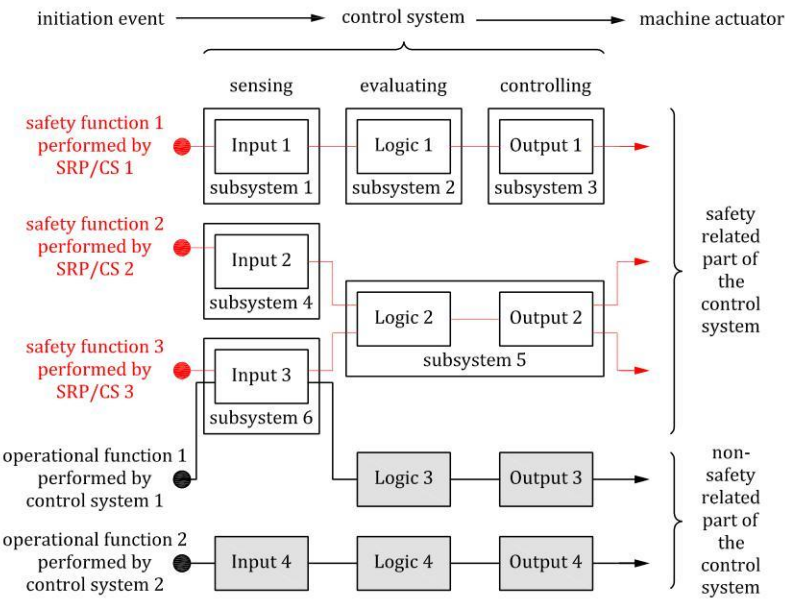 initiation event
control system
machine actuator
sensing
evaluating
controlling
safety function 1
performed by
SRP/CS 1
Input 1
subsystem 1
Logic 1
subsystem 2
Output 1
subsystem 3
safety function 2
performed by
SRP/CS 2
Input 2
subsystem 4
Logic 2
Output 2
subsystem 5
safety function 3
performed by
SRP/CS 3
Input 3
subsystem 6
safety
related
part of
the
control
system
operational function 1
performed by
control system 1
Logic 3
Output 3
operational function 2
performed by
control system 2
Input 4
Logic 4
Output 4
non-
safety
related
part of
the
control
system